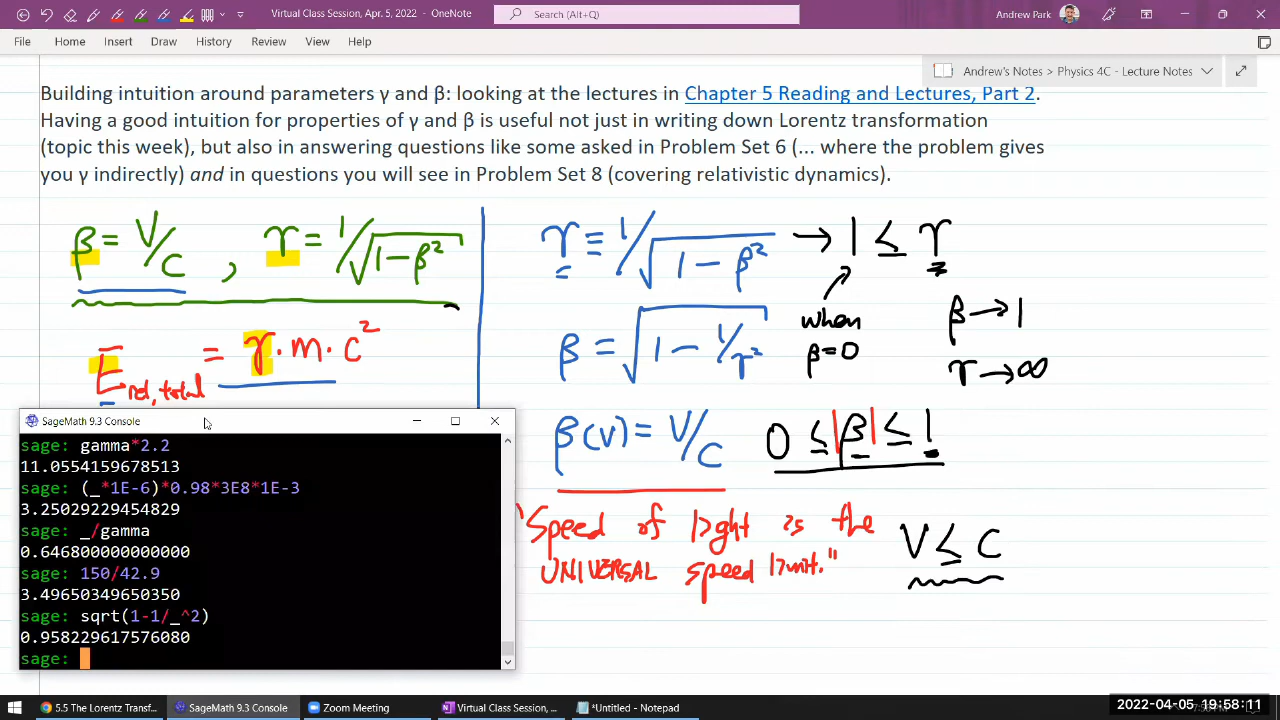 Virtual Class Session, Apr. 5, 2022 - OneNote
Search (Alt+Q)
Andrew Park
File Home Insert Draw History Review View Help
Andrew's Notes > Physics 4C - Lecture Notes
Building intuition around parameters γ and β: looking at the lectures in Chapter 5 Reading and Lectures, Part 2.
Having a good intuition for properties of γ and β is useful not just in writing down Lorentz transformation
(topic this week), but also in answering questions like some asked in Problem Set 6 (... where the problem gives
you γ indirectly) and in questions you will see in Problem Set 8 (covering relativistic dynamics).
β = V/C , γ = 1/√(1-β²)
E rel, total = γ·m·c²
γ = 1/√(1-β²) → 1 ≤ γ
when
β=0
β → 1
γ → ∞
β = √(1-1/γ²)
β(v) = V/C 0 ≤ |β| ≤ 1
"Speed of light is the
UNIVERSAL speed limit."
V ≤ C
SageMath 9.3 Console
sage: gamma*2.2
11.0554159678513
sage: (_*1E-6)*0.98*3E8*1E-3
3.25029229454829
sage: _/gamma
0.646800000000000
sage: 150/42.9
3.49650349650350
sage: sqrt(1-1/_^2)
0.958229617576080
sage:
5.5 The Lorentz Transf... SageMath 9.3 Console Zoom Meeting Virtual Class Session,... *Untitled - Notepad
2022-04-05 19:58:11